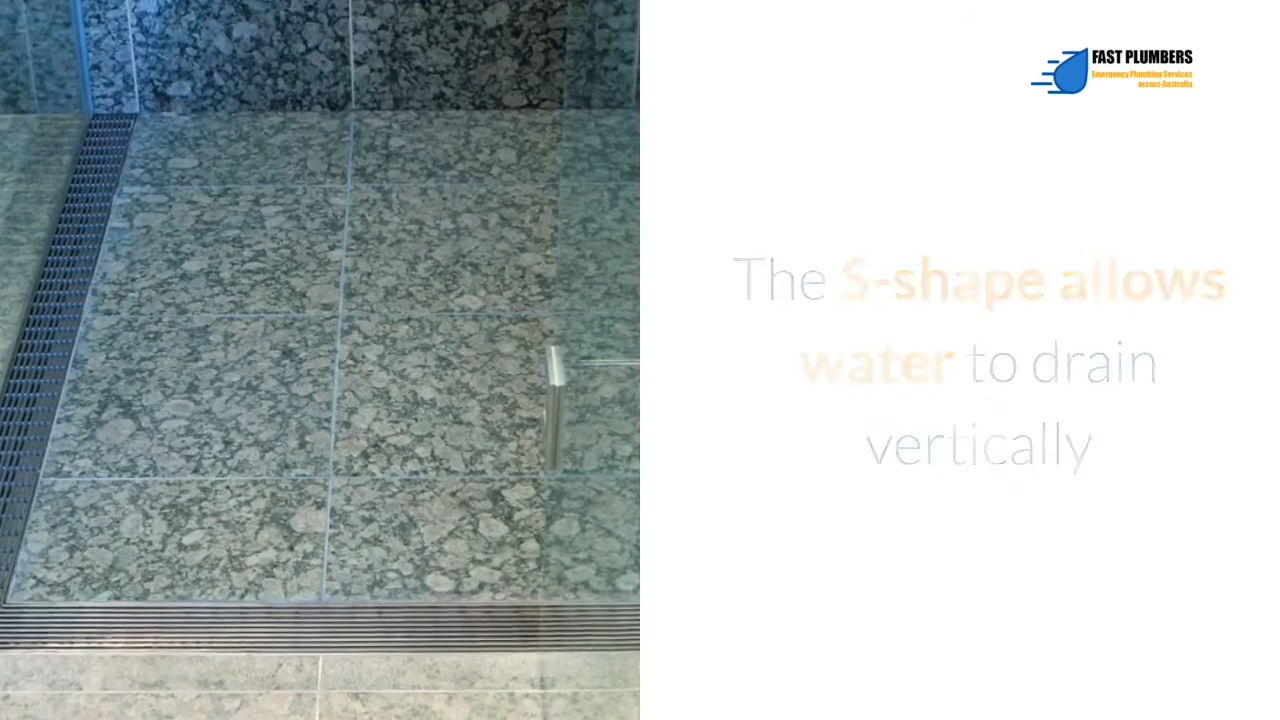 FAST PLUMBERS
Emergency Plumbing Services
across Australia
The S-shape allows
water to drain
vertically